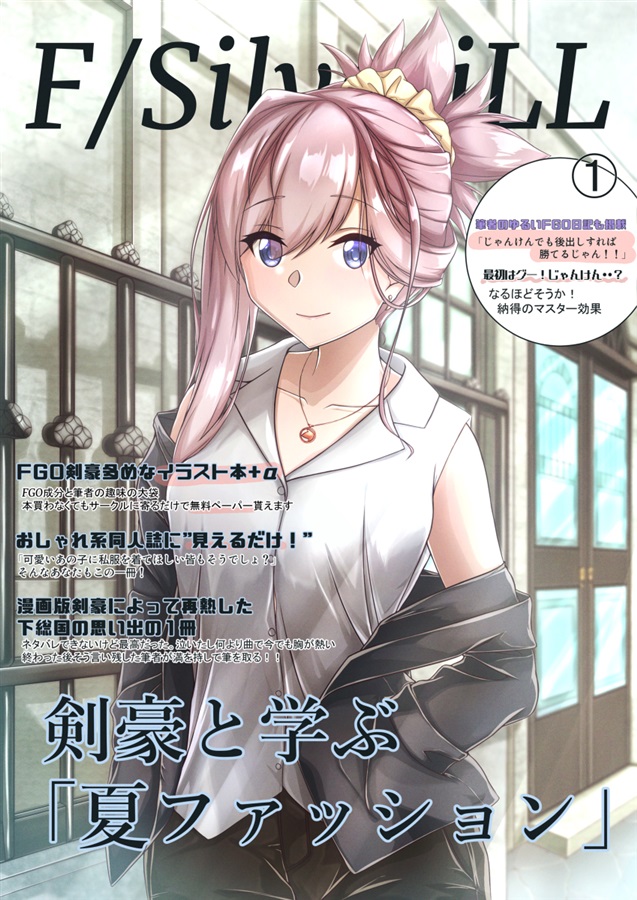 F/Sil iLL
①
筆者のゆるいFGO日記も掲載
「じゃんけんでも後出しすれば
勝てるじゃん！！」
最初はグー！じゃんけん・・？
なるほどそうか！
納得のマスター効果
FGO剣豪多めなイラスト本+α
FGO成分と筆者の趣味の大袋
本買わなくてもサークルに寄るだけで無料ペーパー貰えます
おしゃれ系同人誌に”見えるだけ！”
「可愛いあの子に私服を着てほしい皆もそうでしょ？」
そんなあなたもこの一冊！
漫画版剣豪によって再熱した
下総国の思い出の1冊
ネタバレできないけど最高だった。泣いたし何より曲で今でも胸が熱い
終わった後そう言い残した筆者が満を持して筆を取る！！
剣豪と学ぶ
「夏ファッション」